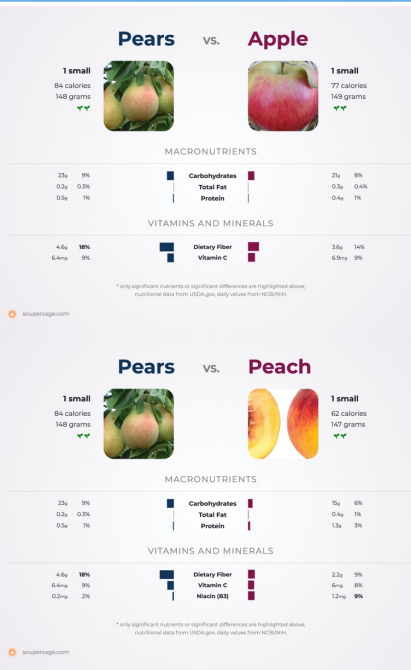 Pears vs. Apple
1 small 1 small
84 calories 77 calories
148 grams 149 grams
MACRONUTRIENTS
23g 9% Carbohydrates 21g 8%
0.2g 0.3% Total Fat 0.3g 0.4%
0.5g 1% Protein 0.4g 1%
VITAMINS AND MINERALS
4.6g 18% Dietary Fiber 3.6g 14%
6.4mg 9% Vitamin C 6.9mg 9%
* only significant nutrients or significant differences are highlighted above,
nutritional data from USDA.gov, daily values from NCBI/NIH.
soupersage.com
Pears vs. Peach
1 small 1 small
84 calories 62 calories
148 grams 147 grams
MACRONUTRIENTS
23g 9% Carbohydrates 15g 6%
0.2g 0.3% Total Fat 0.4g 1%
0.5g 1% Protein 1.3g 3%
VITAMINS AND MINERALS
4.6g 18% Dietary Fiber 2.2g 9%
6.4mg 9% Vitamin C 6mg 8%
0.2mg 2% Niacin (B3) 1.2mg 9%
* only significant nutrients or significant differences are highlighted above,
nutritional data from USDA.gov, daily values from NCBI/NIH.
soupersage.com